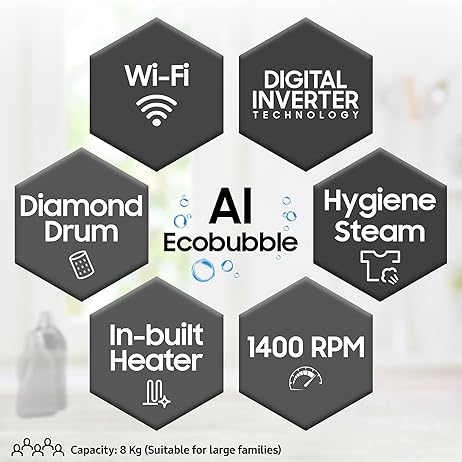 Wi-Fi
DIGITAL
INVERTER
TECHNOLOGY
Diamond
Drum
AI
Ecobubble
Hygiene
Steam
In-built
Heater
1400 RPM
Capacity: 8 Kg (Suitable for large families)